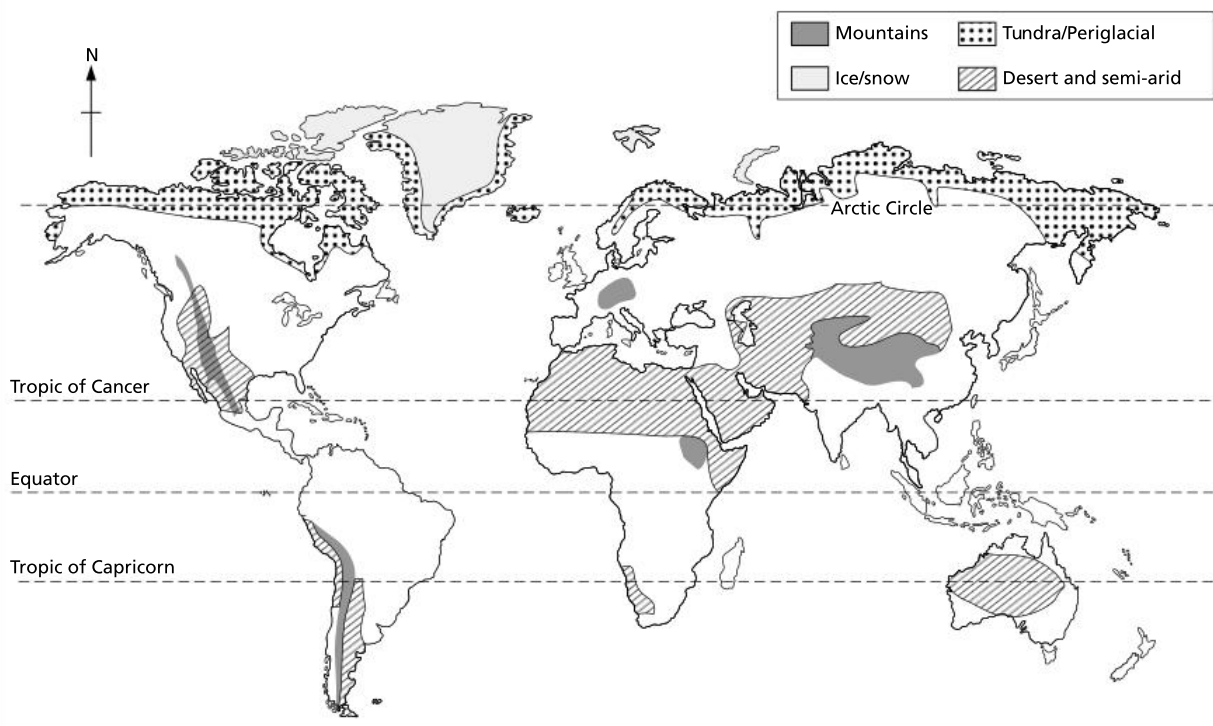 Mountains
Tundra/Periglacial
Ice/snow
Desert and semi-arid
N
Arctic Circle
Tropic of Cancer
Equator
Tropic of Capricorn